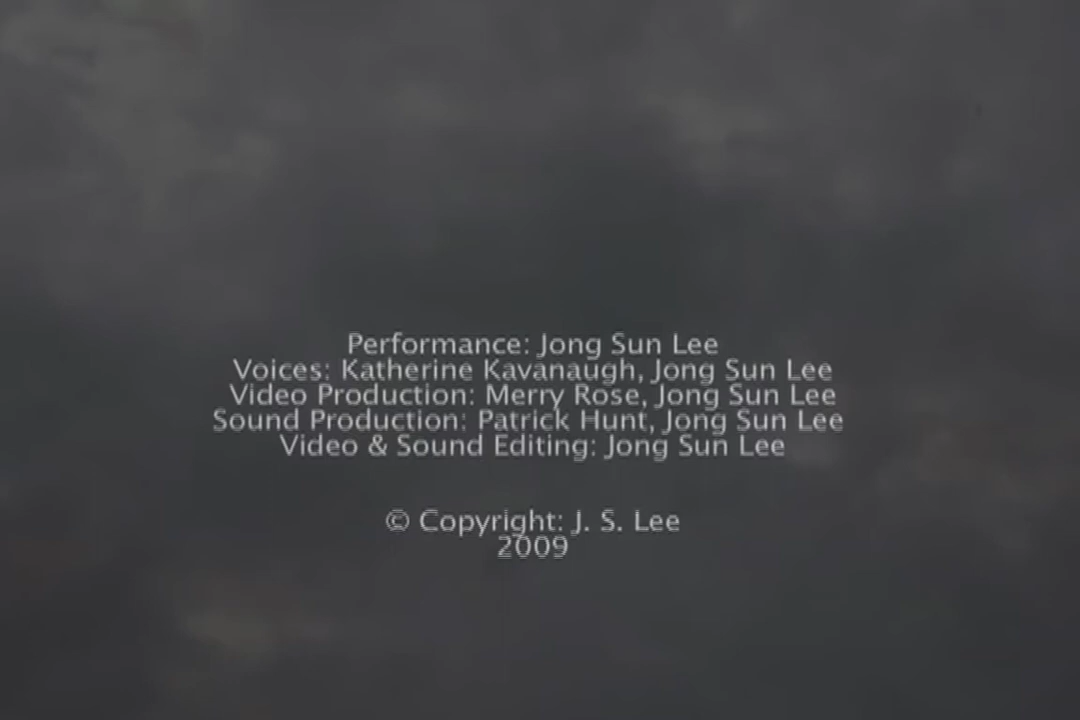 Performance: Jong Sun Lee
Voices: Katherine Kavanaugh, Jong Sun Lee
Video Production: Merry Rose, Jong Sun Lee
Sound Production: Patrick Hunt, Jong Sun Lee
Video & Sound Editing: Jong Sun Lee
© Copyright: J. S. Lee
2009